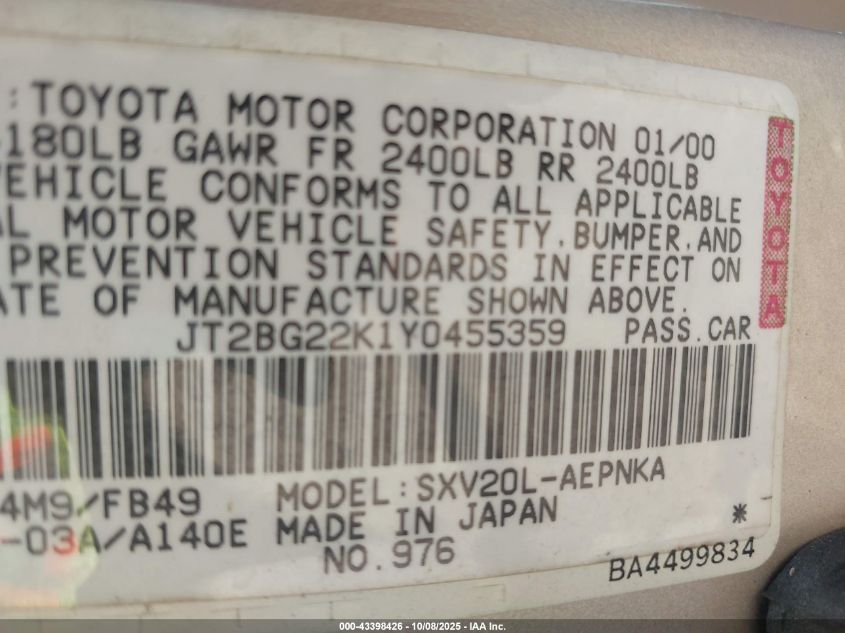 :TOYOTA MOTOR CORPORATION 01/00
180LB GAWR FR 2400LB RR 2400LB
VEHICLE CONFORMS TO ALL APPLICABLE
AL MOTOR VEHICLE SAFETY.BUMPER.AND
PREVENTION STANDARDS IN EFFECT ON
ATE OF MANUFACTURE SHOWN ABOVE.
JT2BG22K1Y0455359 PASS.CAR
TOYOTA
4M9/FB49 MODEL:SXV20L-AEPNKA
-03A/A140E MADE IN JAPAN *
NO.976 BA4499834
000-43398426 - 10/08/2025 - IAA Inc.